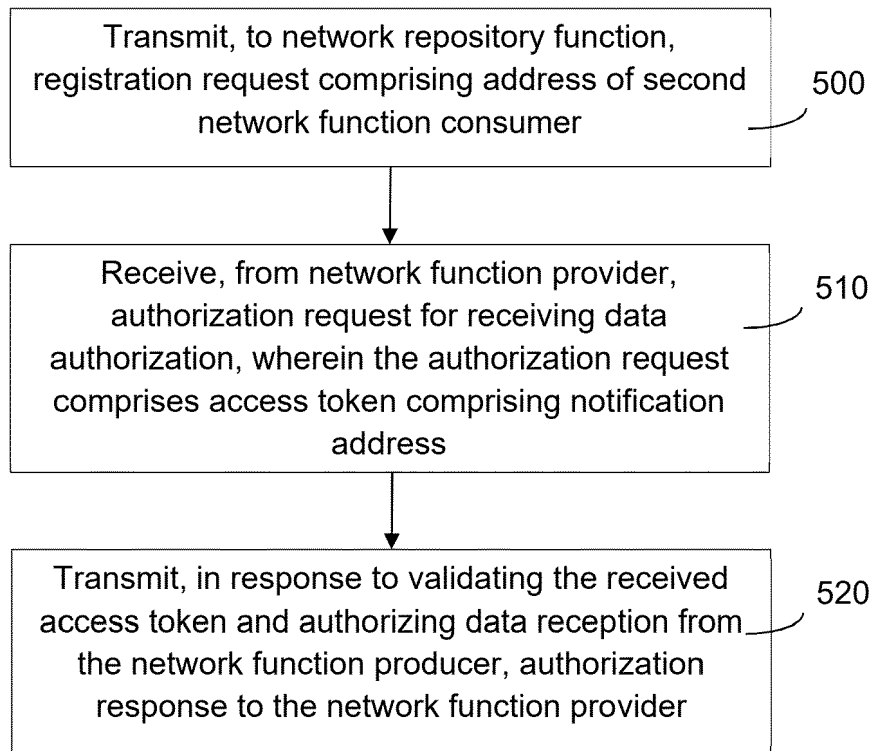 Transmit, to network repository function,
registration request comprising address of second
network function consumer
500
Receive, from network function provider,
authorization request for receiving data
authorization, wherein the authorization request
comprises access token comprising notification
address
510
Transmit, in response to validating the received
access token and authorizing data reception from
the network function producer, authorization
response to the network function provider
520